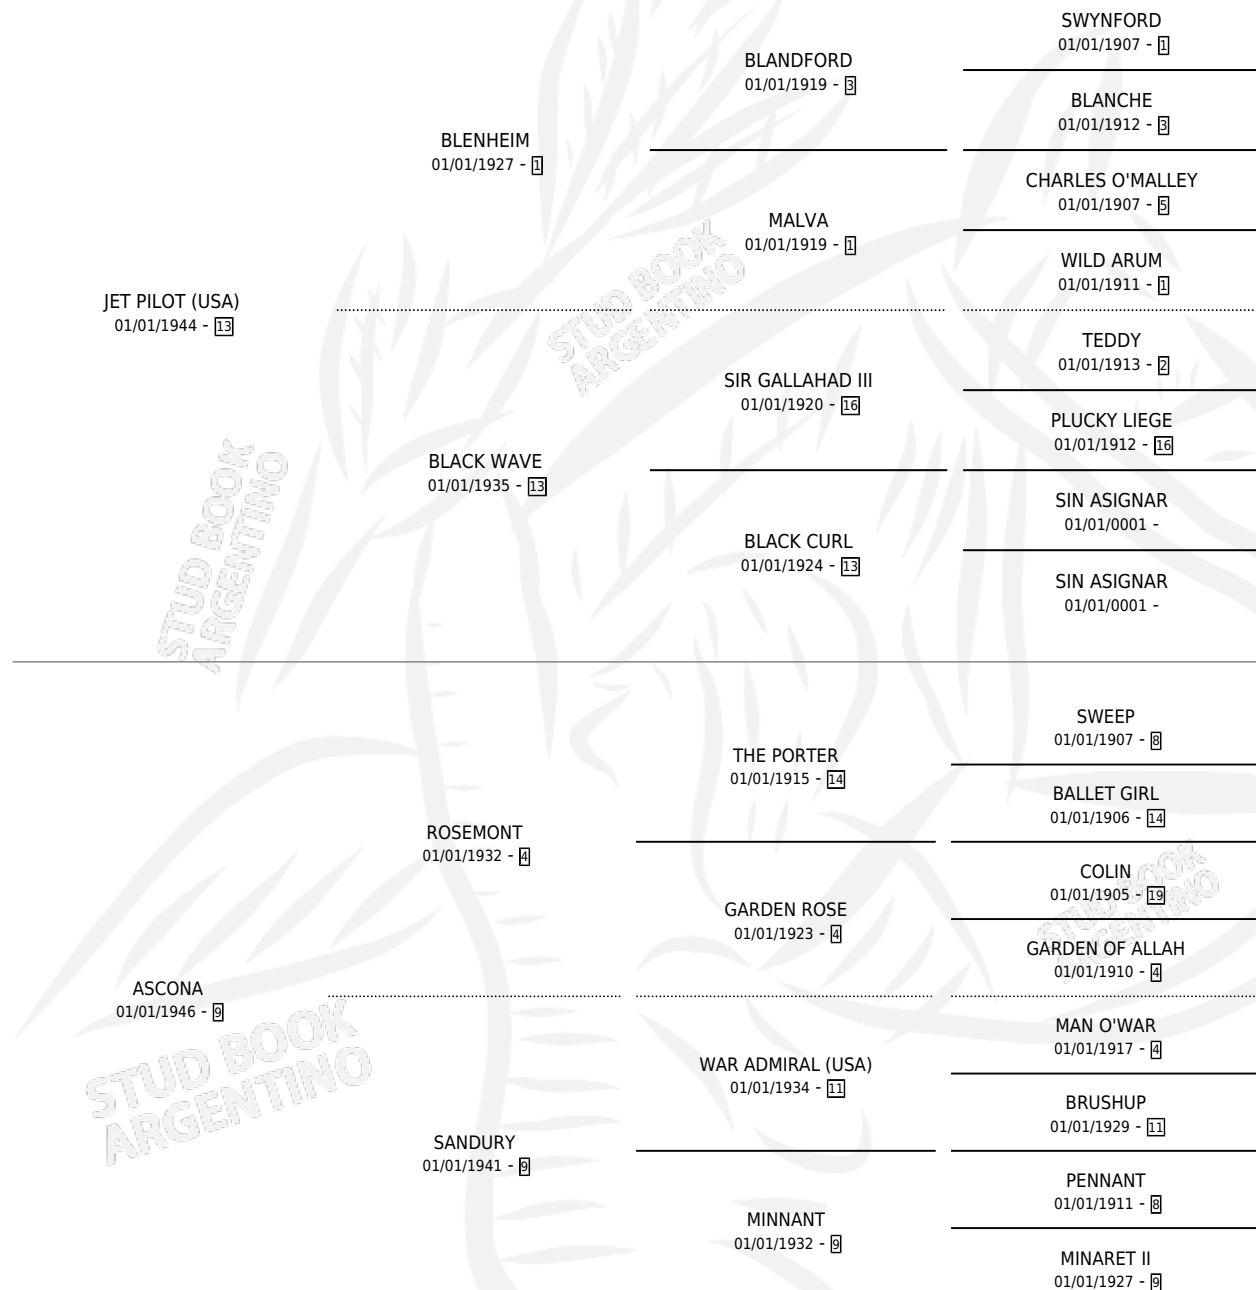 SWYNFORD
01/01/1907 - 1
BLANDFORD
01/01/1919 - 3
BLANCHE
01/01/1912 - 3
BLENHEIM
01/01/1927 - 1
CHARLES O'MALLEY
01/01/1907 - 5
MALVA
01/01/1919 - 1
WILD ARUM
01/01/1911 - 1
STUD BOOK
ARGENTINO
JET PILOT (USA)
01/01/1944 - 13
TEDDY
01/01/1913 - 2
SIR GALLAHAD III
01/01/1920 - 16
PLUCKY LIEGE
01/01/1912 - 16
BLACK WAVE
01/01/1935 - 13
SIN ASIGNAR
01/01/0001 -
BLACK CURL
01/01/1924 - 13
SIN ASIGNAR
01/01/0001 -
STUD BOOK
ARGENTINO
SWEEP
01/01/1907 - 8
THE PORTER
01/01/1915 - 14
BALLET GIRL
01/01/1906 - 14
ROSEMONT
01/01/1932 - 4
COLIN
01/01/1905 - 19
GARDEN ROSE
01/01/1923 - 4
STUD BOOK
ARGENTINO
GARDEN OF ALLAH
01/01/1910 - 4
ASCONA
01/01/1946 - 9
MAN O'WAR
01/01/1917 - 4
WAR ADMIRAL (USA)
01/01/1934 - 11
STUD BOOK
ARGENTINO
BRUSHUP
01/01/1929 - 11
SANDURY
01/01/1941 - 9
PENNANT
01/01/1911 - 8
MINNANT
01/01/1932 - 9
MINARET II
01/01/1927 - 9